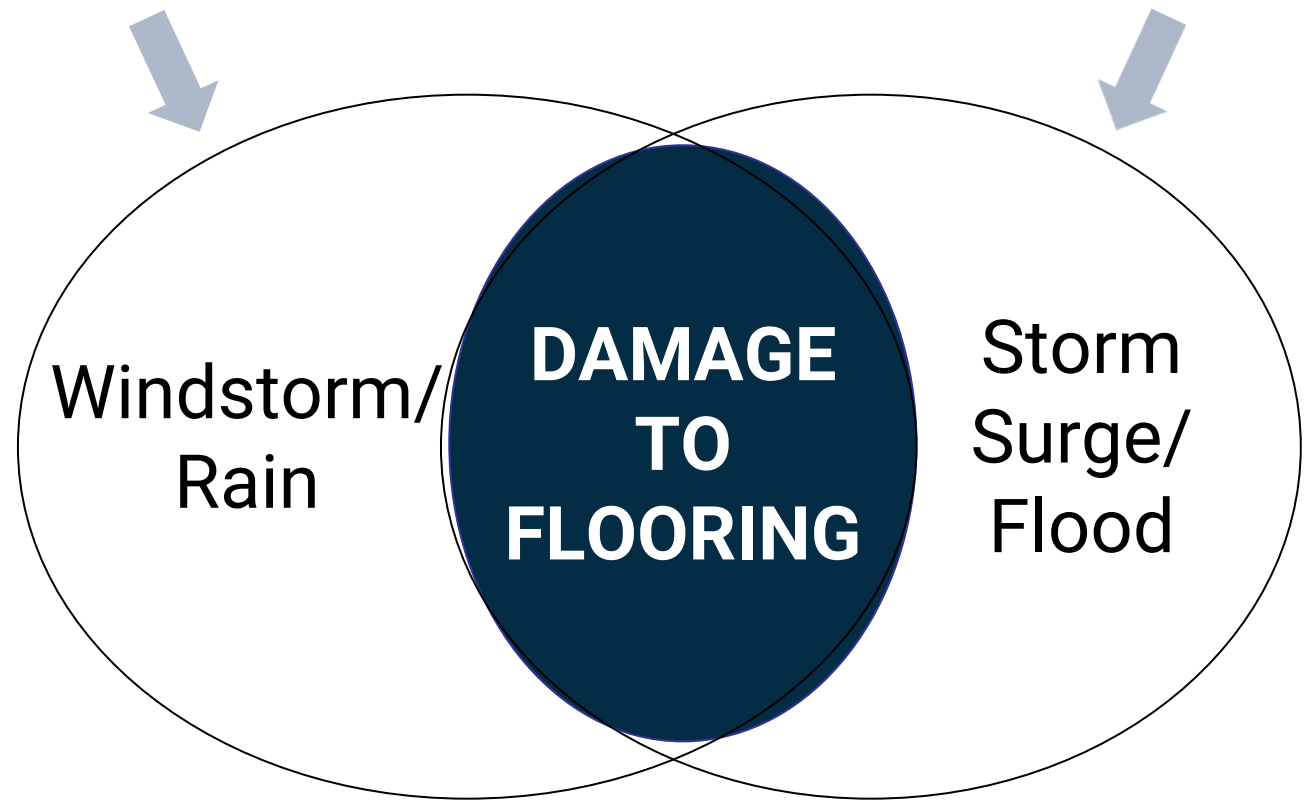 Windstorm/
Rain
DAMAGE
TO
FLOORING
Storm
Surge/
Flood